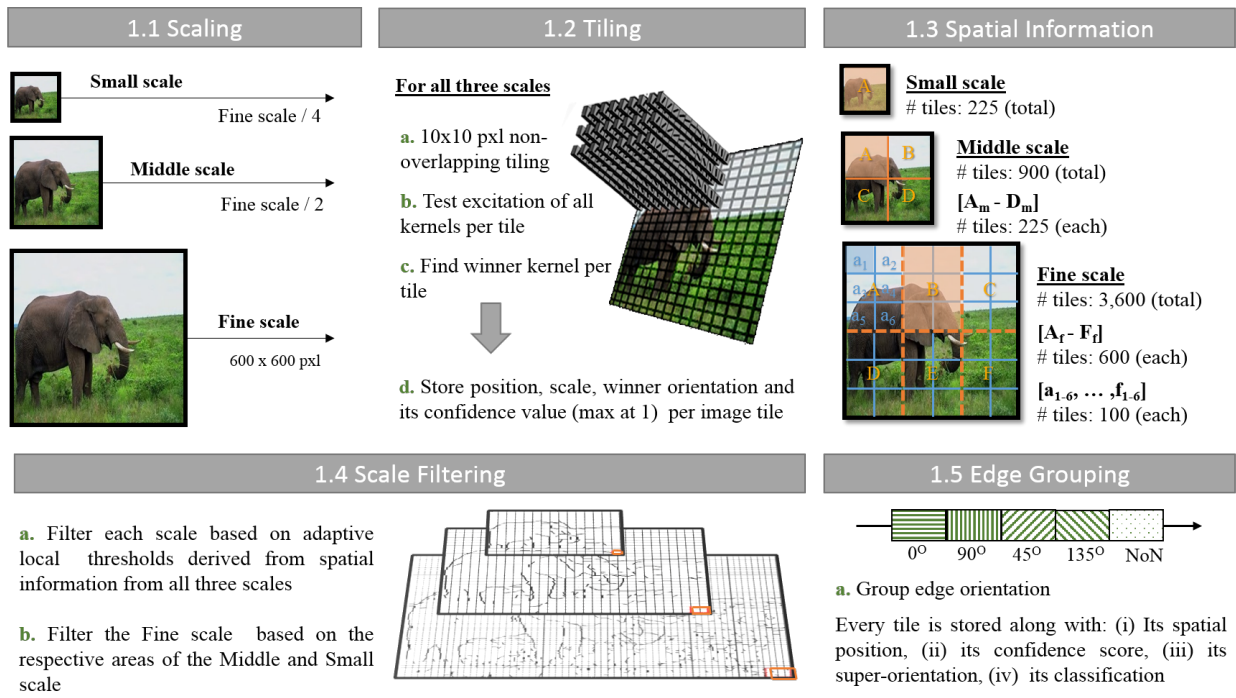 1.1 Scaling
Small scale
Fine scale / 4
Middle scale
Fine scale / 2
Fine scale
600 x 600 pxl
1.2 Tiling
For all three scales
a. 10x10 pxl non-
overlapping tiling
b. Test excitation of all
kernels per tile
c. Find winner kernel per
tile
d. Store position, scale, winner orientation and
its confidence value (max at 1) per image tile
1.3 Spatial Information
A
Small scale
# tiles: 225 (total)
A B
C D
Middle scale
# tiles: 900 (total)
[Am - Dm]
# tiles: 225 (each)
a1 a2
a3 A a4 B C
a5 a6
D E F
Fine scale
# tiles: 3,600 (total)
[Af - Ff]
# tiles: 600 (each)
[a1-6, … ,f1-6]
# tiles: 100 (each)
1.4 Scale Filtering
a. Filter each scale based on adaptive
local thresholds derived from spatial
information from all three scales
b. Filter the Fine scale based on the
respective areas of the Middle and Small
scale
1.5 Edge Grouping
0º 90º 45º 135º NoN
a. Group edge orientation
Every tile is stored along with: (i) Its spatial
position, (ii) its confidence score, (iii) its
super-orientation, (iv) its classification